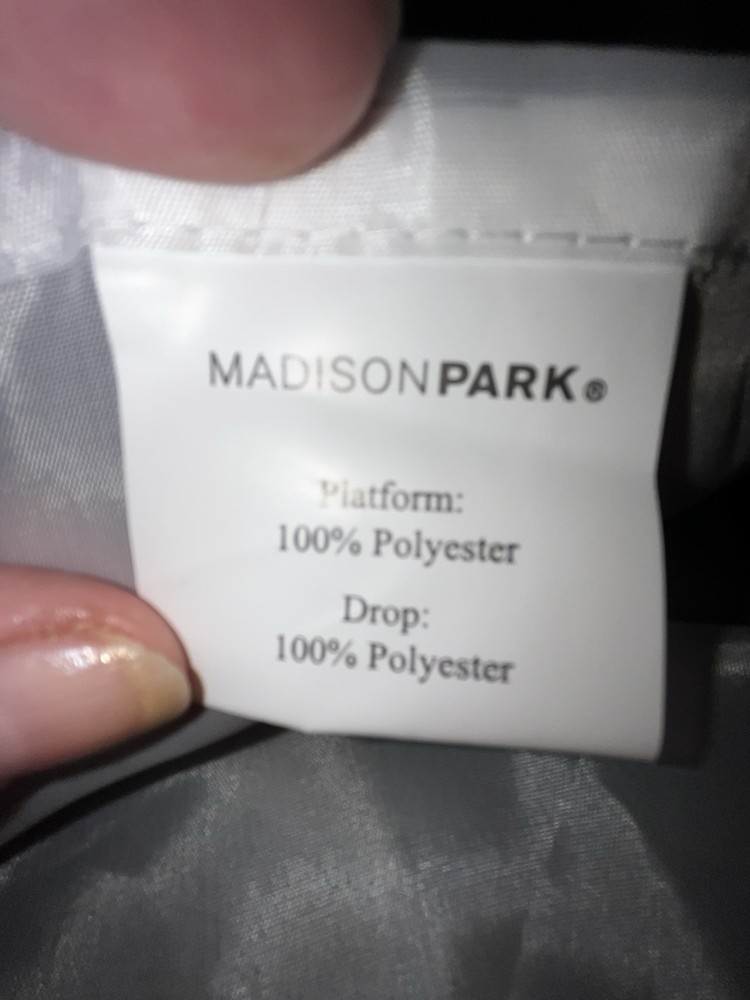 MADISONPARK®
Platform:
100% Polyester
Drop:
100% Polyester